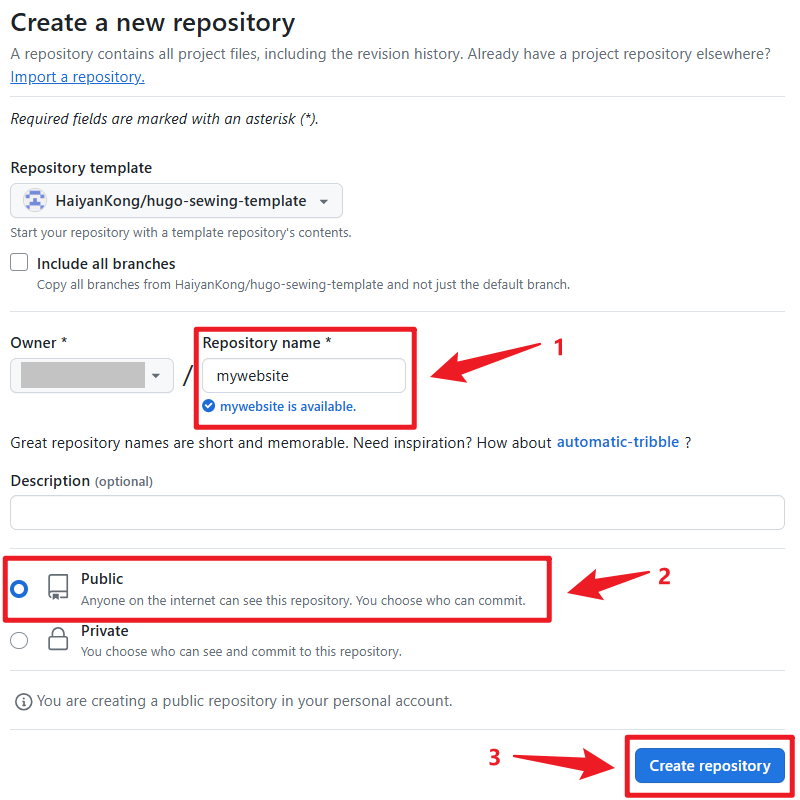 Create a new repository
A repository contains all project files, including the revision history. Already have a project repository elsewhere?
Import a repository.
Required fields are marked with an asterisk (*).
Repository template
HaiyanKong/hugo-sewing-template
Start your repository with a template repository's contents.
Include all branches
Copy all branches from HaiyanKong/hugo-sewing-template and not just the default branch.
Owner * Repository name * 1
/ mywebsite
mywebsite is available.
Great repository names are short and memorable. Need inspiration? How about automatic-tribble ?
Description (optional)
Public 2
Anyone on the internet can see this repository. You choose who can commit.
Private
You choose who can see and commit to this repository.
You are creating a public repository in your personal account.
3 Create repository